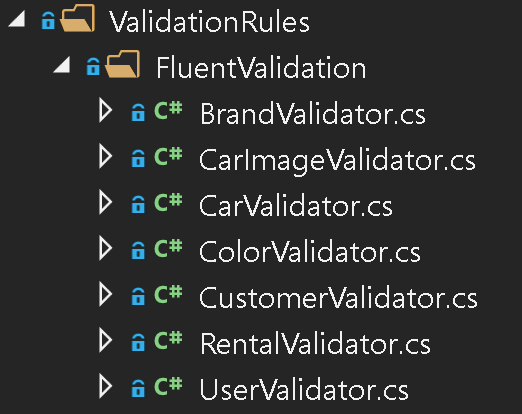 ValidationRules
FluentValidation
C# BrandValidator.cs
C# CarImageValidator.cs
C# CarValidator.cs
C# ColorValidator.cs
C# CustomerValidator.cs
C# RentalValidator.cs
C# UserValidator.cs